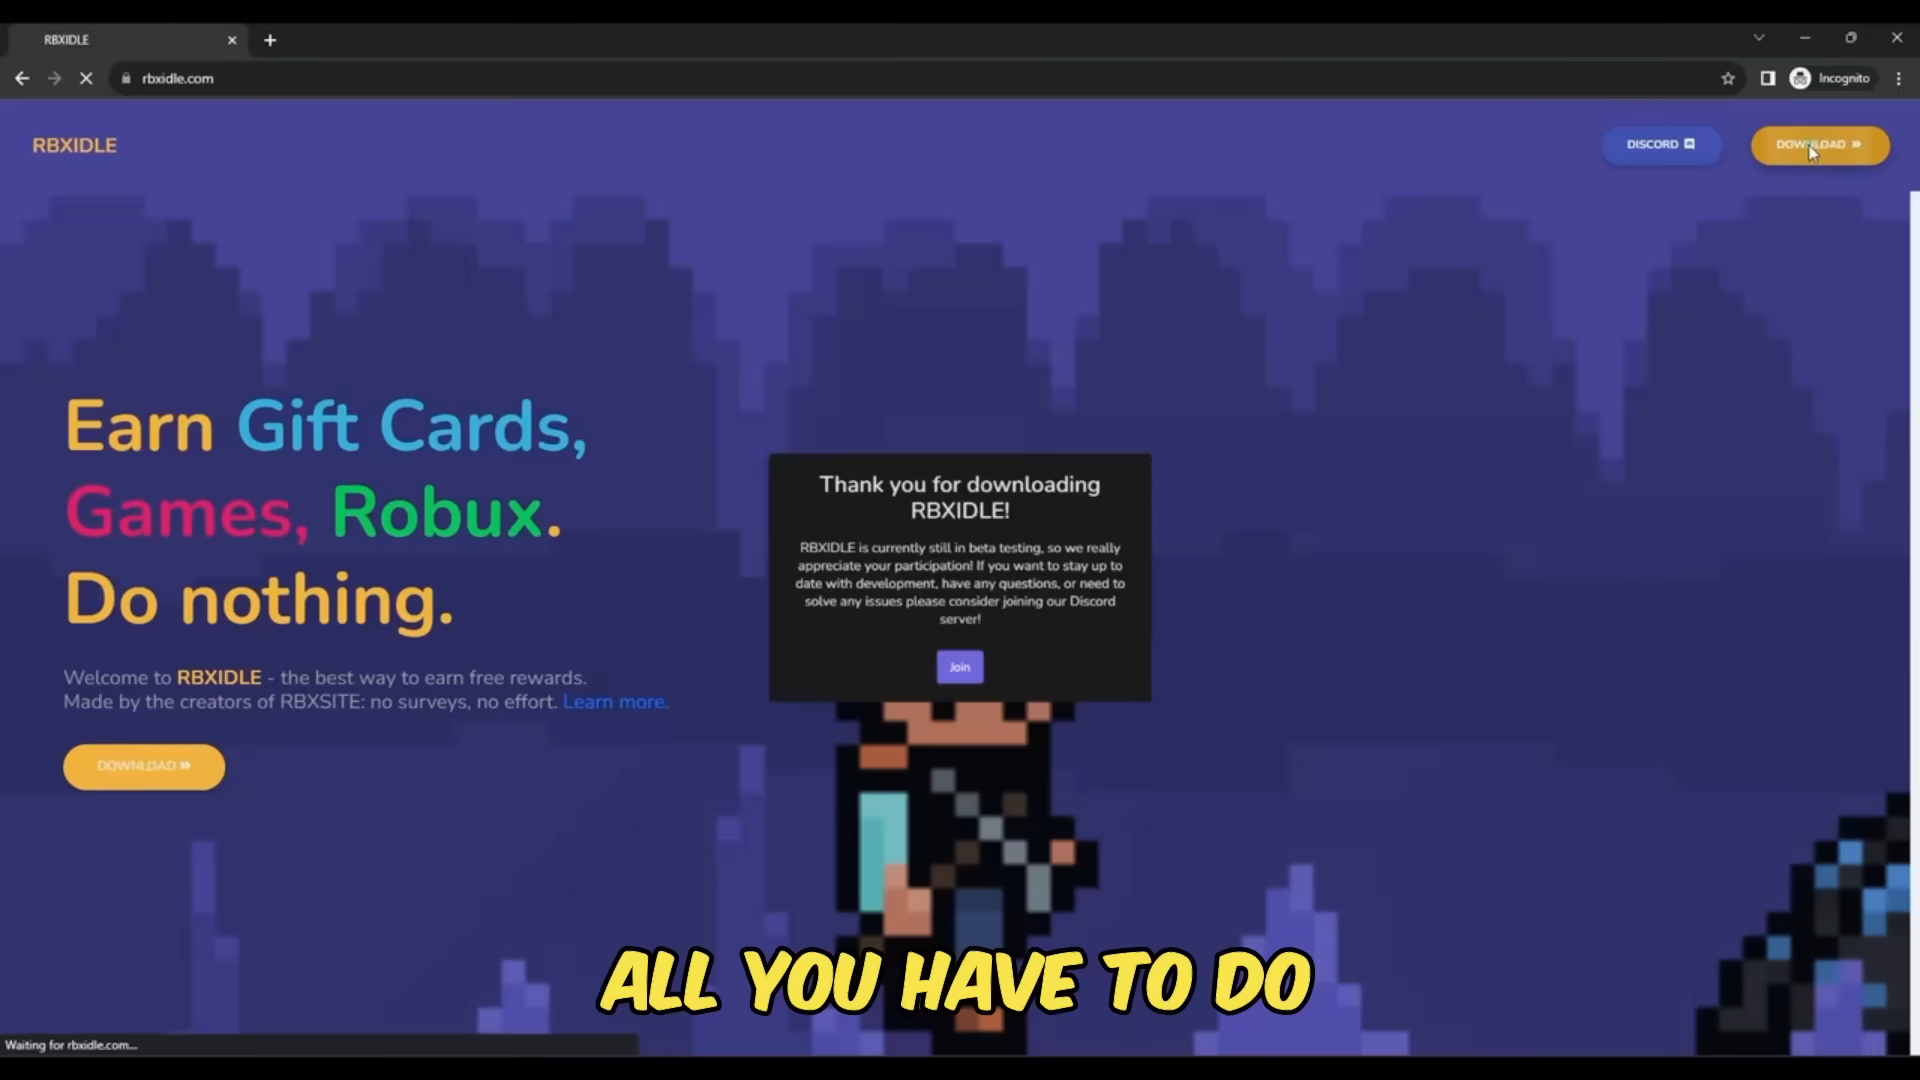 RBXIDLE
rbxidle.com
Incognito
RBXIDLE
DISCORD
DOWNLOAD »
Earn Gift Cards,
Games, Robux.
Do nothing.
Welcome to RBXIDLE - the best way to earn free rewards.
Made by the creators of RBXSITE: no surveys, no effort. Learn more.
DOWNLOAD »
Thank you for downloading
RBXIDLE!
RBXIDLE is currently still in beta testing, so we really
appreciate your participation! If you want to stay up to
date with development, have any questions, or need to
solve any issues please consider joining our Discord
server!
Join
ALL YOU HAVE TO DO
Waiting for rbxidle.com...